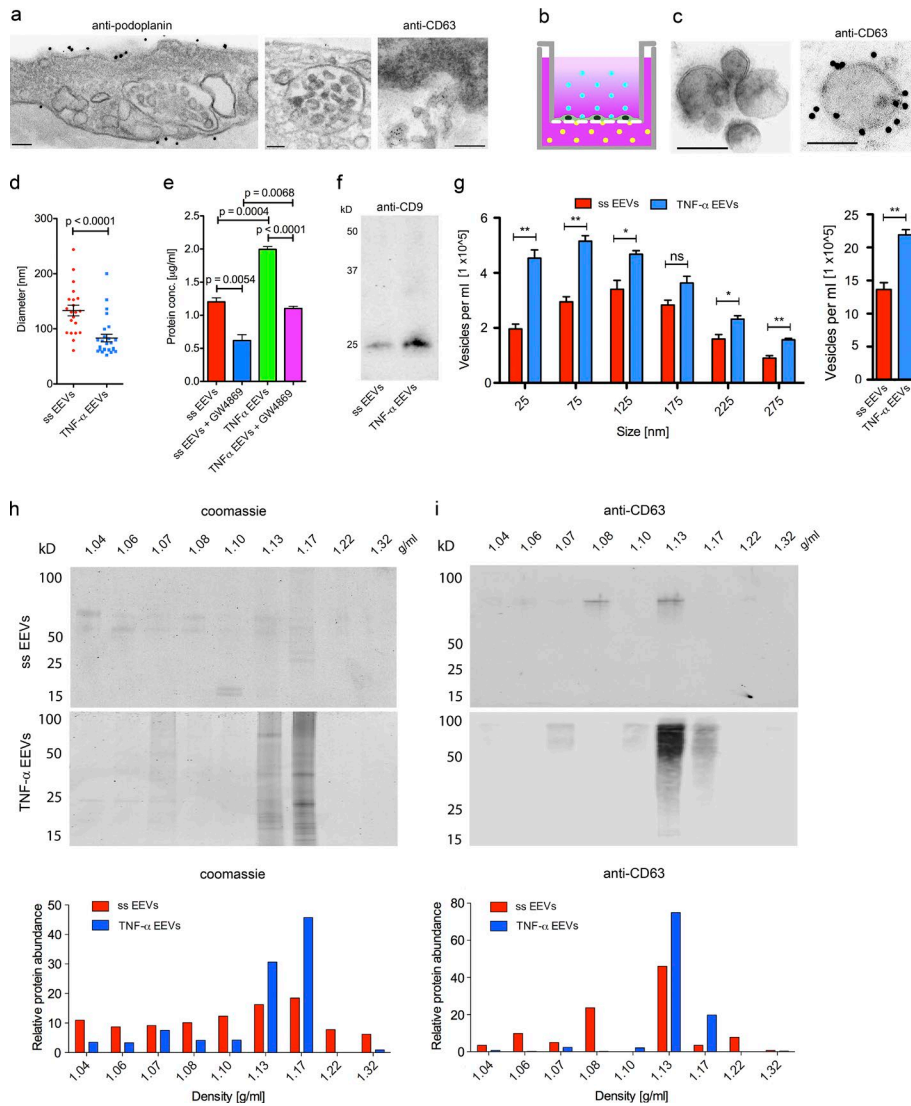 a
anti-podoplanin
anti-CD63
b
c
anti-CD63
d
p < 0.0001
Diameter [nm]
300
200
100
0
ss EEVs
TNF-α EEVs
e
p = 0.0068
p = 0.0004
p < 0.0001
p = 0.0054
Protein conc. [ug/ml]
2.5
2.0
1.5
1.0
0.5
0.0
ss EEVs
ss EEVs + GW4869
TNFα EEVs
TNFα EEVs + GW4869
f
anti-CD9
kD
50
37
25
ss EEVs
TNF-α EEVs
g
ss EEVs
TNF-α EEVs
Vesicles per ml [1 x10^5]
6
4
2
0
** ** * ns * **
25 75 125 175 225 275
Size [nm]
**
Vesicles per ml [1 x10^5]
25
20
15
10
5
0
ss EEVs
TNF-α EEVs
h
coomassie
kD 1.04 1.06 1.07 1.08 1.10 1.13 1.17 1.22 1.32 g/ml
ss EEVs
100
50
25
15
TNF-α EEVs
100
50
25
15
i
anti-CD63
kD 1.04 1.06 1.07 1.08 1.10 1.13 1.17 1.22 1.32 g/ml
100
50
25
15
100
50
25
15
coomassie
ss EEVs
TNF-α EEVs
Relative protein abundance
50
40
30
20
10
0
1.04 1.06 1.07 1.08 1.10 1.13 1.17 1.22 1.32
Density [g/ml]
anti-CD63
ss EEVs
TNF-α EEVs
Relative protein abundance
80
60
40
20
0
1.04 1.06 1.07 1.08 1.10 1.13 1.17 1.22 1.32
Density [g/ml]